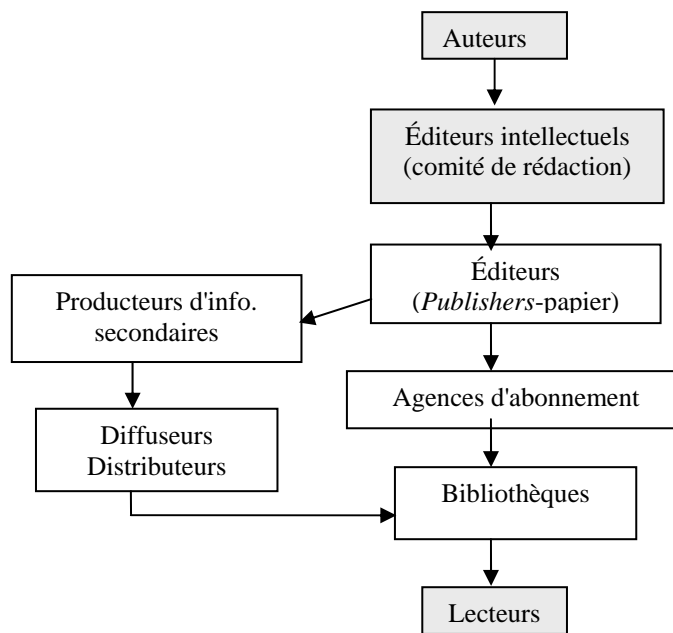 Auteurs
Éditeurs intellectuels
(comité de rédaction)
Éditeurs
(Publishers-papier)
Producteurs d'info.
secondaires
Agences d'abonnement
Diffuseurs
Distributeurs
Bibliothèques
Lecteurs